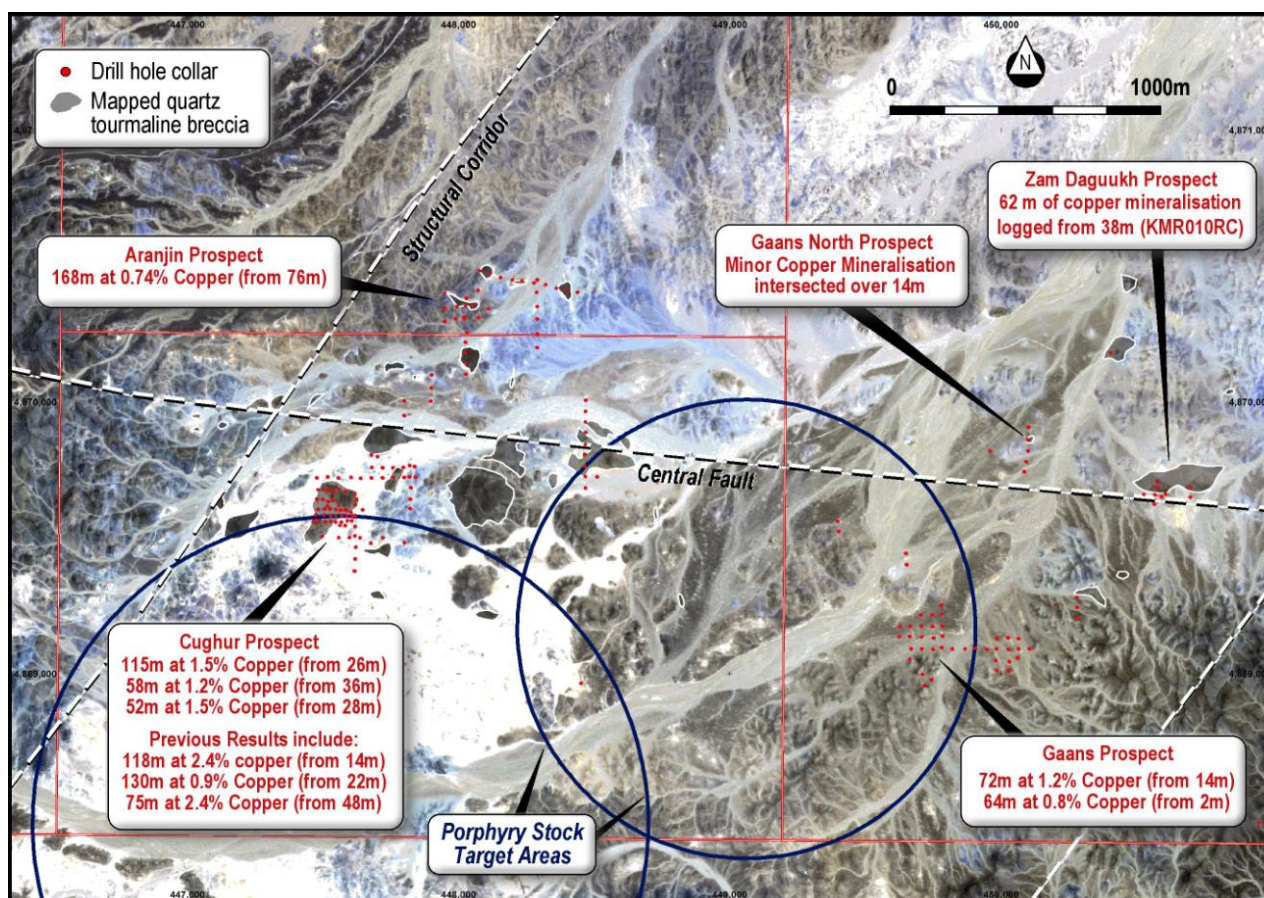 447,000
448,000
449,000
450,000
Drill hole collar
Mapped quartz
tourmaline breccia
N
0
1000m
4,871,000
Structural Corridor
Zam Daguukh Prospect
62 m of copper mineralisation
logged from 38m (KMR010RC)
Gaans North Prospect
Minor Copper Mineralisation
intersected over 14m
Aranjin Prospect
168m at 0.74% Copper (from 76m)
4,870,000
4,870,000
Central Fault
Cughur Prospect
115m at 1.5% Copper (from 26m)
58m at 1.2% Copper (from 36m)
52m at 1.5% Copper (from 28m)
Previous Results include:
118m at 2.4% copper (from 14m)
130m at 0.9% Copper (from 22m)
75m at 2.4% Copper (from 48m)
4,869,000
4,869,000
Gaans Prospect
72m at 1.2% Copper (from 14m)
64m at 0.8% Copper (from 2m)
Porphyry Stock
Target Areas
447,000
448,000
449,000
450,000